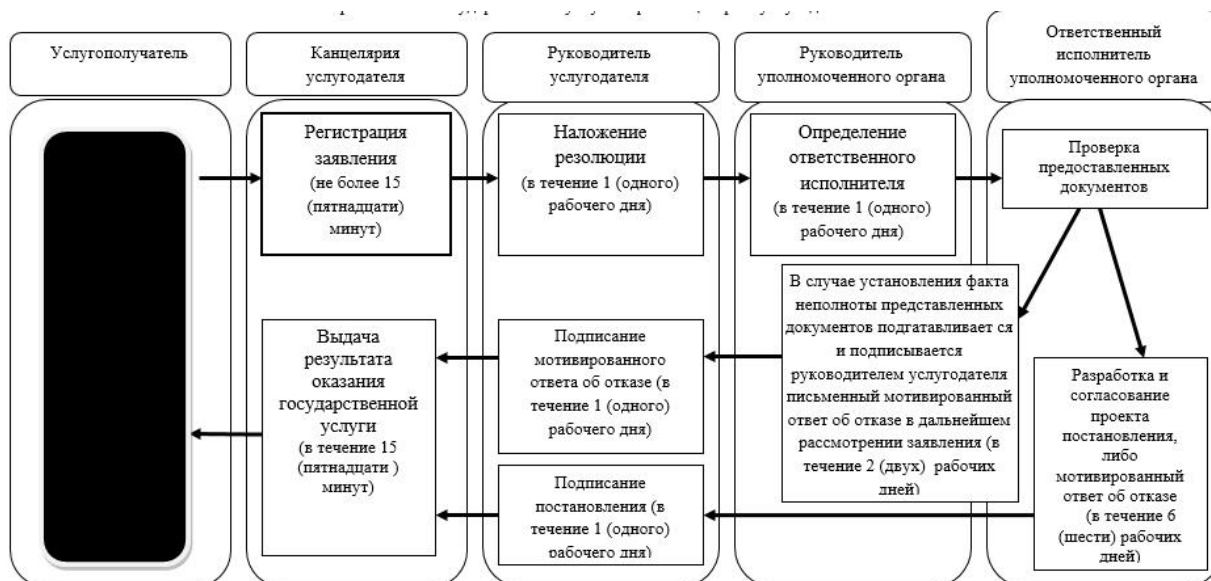 Услугополучатель
Канцелярия
услугодателя
Руководитель
услугодателя
Руководитель
уполномоченного органа
Ответственный
исполнитель
уполномоченного органа
Регистрация
заявления
(не более 15
(пятнадцати)
минут)
Наложение
резолюции
(в течение 1 (одного)
рабочего дня)
Определение
ответственного
исполнителя
(в течение 1 (одного)
рабочего дня)
Проверка
предоставленных
документов
В случае установления факта
неполноты представленных
документов подгатавливает ся
и подписывается
руководителем услугодателя
письменный мотивированный
ответ об отказе в дальнейшем
рассмотрении заявления (в
течение 2 (двух) рабочих
дней)
Выдача
результата
оказания
государственной
услуги
(в течение 15
(пятнадцати )
минут)
Подписание
мотивированного
ответа об отказе (в
течение 1 (одного)
рабочего дня)
Разработка и
согласование
проекта
постановления,
либо
мотивированный
ответ об отказе
(в течение 6
(шести) рабочих
дней)
Подписание
постановления (в
течение 1 (одного)
рабочего дня)